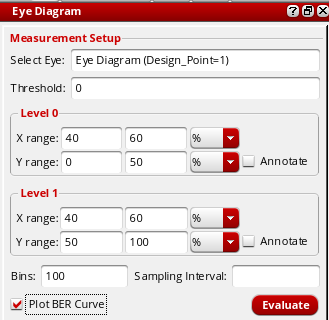 Eye Diagram
Measurement Setup
Select Eye: Eye Diagram (Design_Point=1)
Threshold: 0
Level 0
X range: 40 60 %
Y range: 0 50 % Annotate
Level 1
X range: 40 60 %
Y range: 50 100 % Annotate
Bins: 100 Sampling Interval:
Plot BER Curve Evaluate